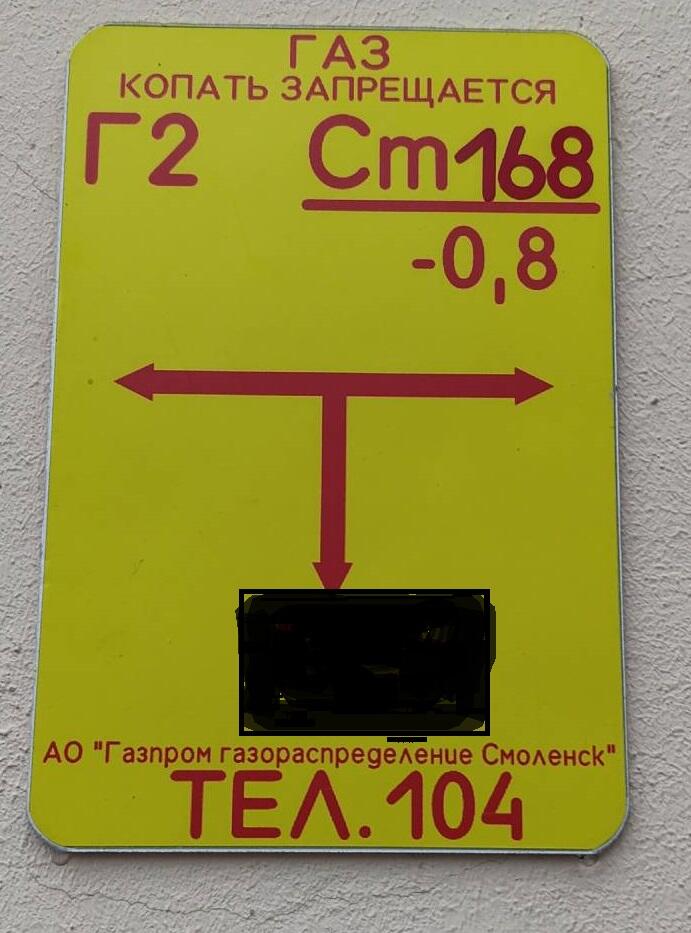 ГАЗ
КОПАТЬ ЗАПРЕЩАЕТСЯ
Г2 Ст168
-0,8
АО "Газпром газораспределение Смоленск"
ТЕЛ. 104